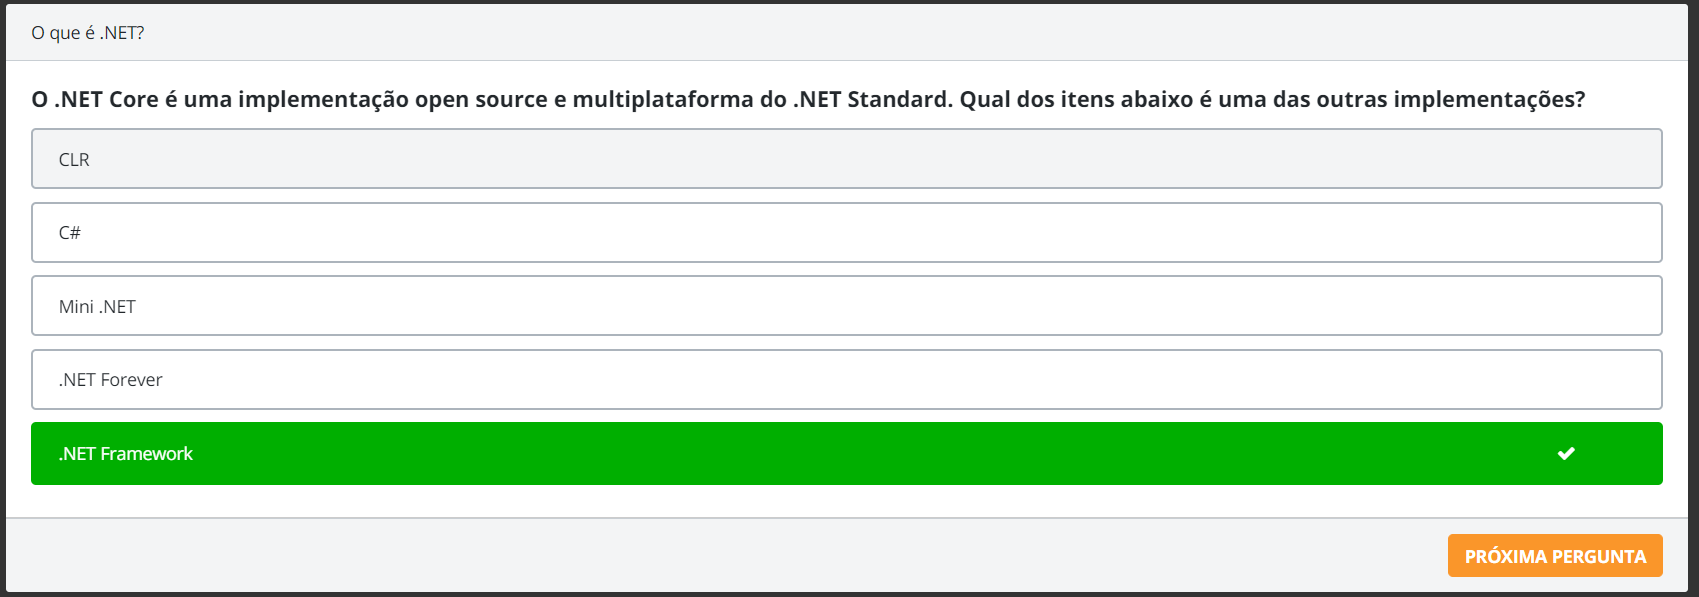 O que é .NET?
O .NET Core é uma implementação open source e multiplataforma do .NET Standard. Qual dos itens abaixo é uma das outras implementações?
CLR
C#
Mini .NET
.NET Forever
.NET Framework
PRÓXIMA PERGUNTA